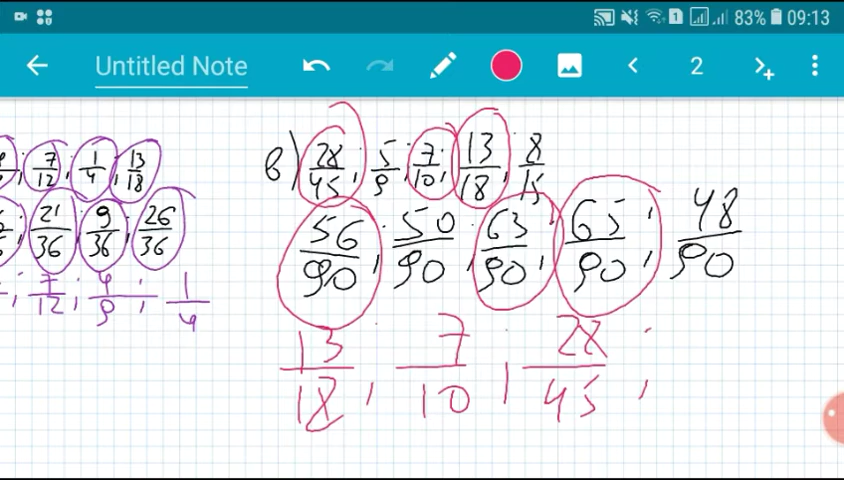 83% 09:13
Untitled Note 2
7/12; 1/4; 13/18
21/36; 9/36; 26/36
7/12; 4/9; 1/4
в) 28/45; 5/9; 7/10; 13/18; 8/15
56/90; 50/90; 63/90; 65/90; 48/90
13/18; 7/10; 28/45;